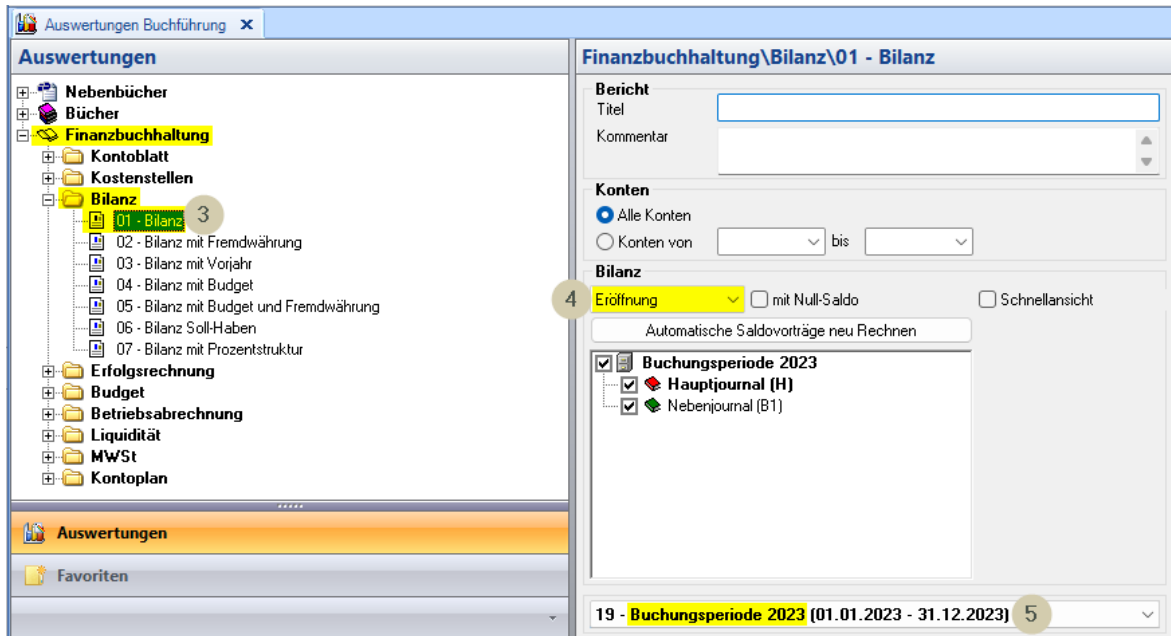 Auswertungen Buchführung
Auswertungen
Nebenbücher
Bücher
Finanzbuchhaltung
Kontoblatt
Kostenstellen
Bilanz
01 - Bilanz 3
02 - Bilanz mit Fremdwährung
03 - Bilanz mit Vorjahr
04 - Bilanz mit Budget
05 - Bilanz mit Budget und Fremdwährung
06 - Bilanz Soll-Haben
07 - Bilanz mit Prozentstruktur
Erfolgsrechnung
Budget
Betriebsabrechnung
Liquidität
MWSt
Kontoplan
Auswertungen
Favoriten
Finanzbuchhaltung\Bilanz\01 - Bilanz
Bericht
Titel
Kommentar
Konten
Alle Konten
Konten von bis
Bilanz
4 Eröffnung mit Null-Saldo Schnellansicht
Automatische Saldovorträge neu Rechnen
Buchungsperiode 2023
Hauptjournal (H)
Nebenjournal (B1)
19 - Buchungsperiode 2023 (01.01.2023 - 31.12.2023) 5